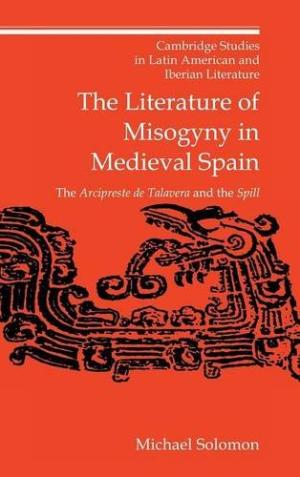 Cambridge Studies
in Latin American and
Iberian Literature
The Literature of
Misogyny in
Medieval Spain
The Arcipreste de Talavera and the Spill
Michael Solomon